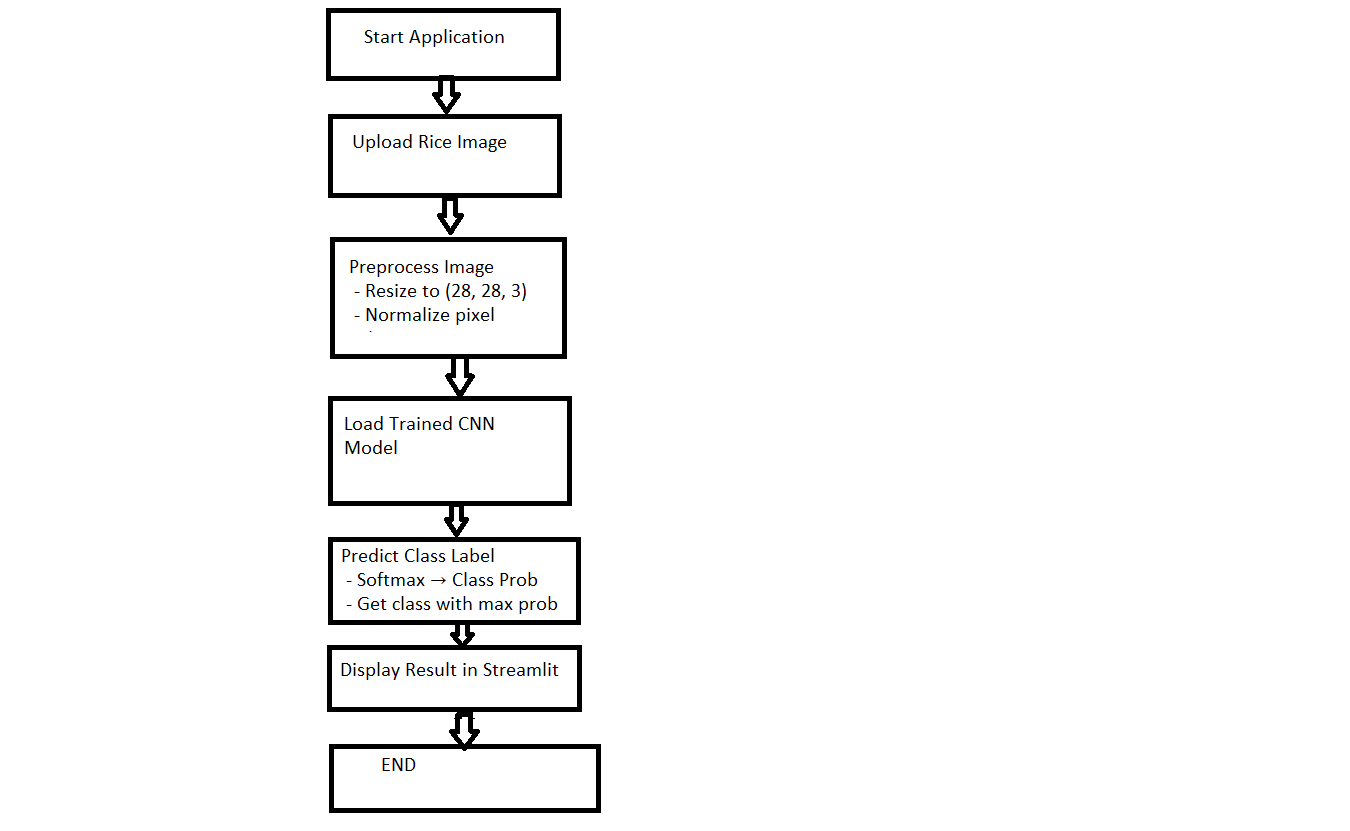 Start Application
Upload Rice Image
Preprocess Image
- Resize to (28, 28, 3)
- Normalize pixel
Load Trained CNN
Model
Predict Class Label
- Softmax → Class Prob
- Get class with max prob
Display Result in Streamlit
END